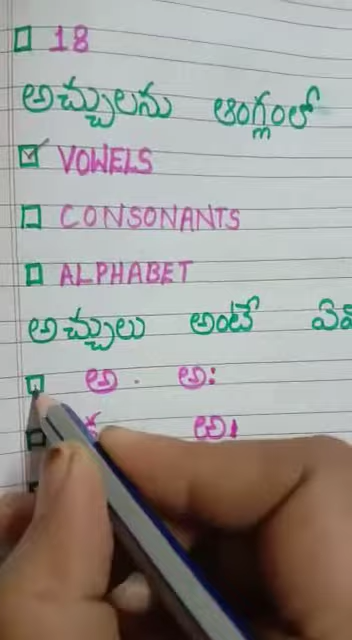 18
అచ్చులను ఆంగ్లంలో
VOWELS
CONSONANTS
ALPHABET
అచ్చులు అంటే
అ . అః
అః